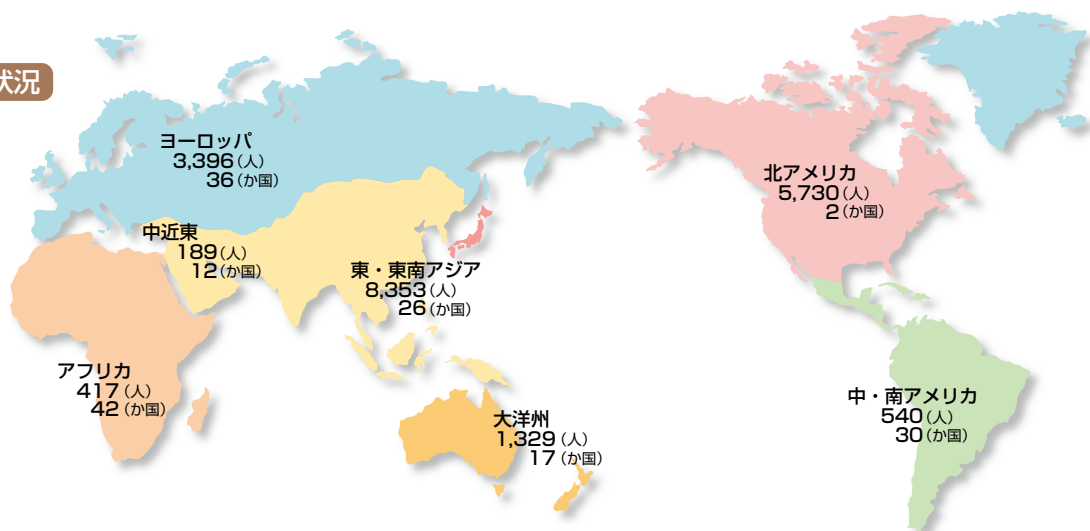 状況
ヨーロッパ
3,396(人)
36(か国)
中近東
189(人)
12(か国)
東・東南アジア
8,353(人)
26(か国)
アフリカ
417(人)
42(か国)
大洋州
1,329(人)
17(か国)
北アメリカ
5,730(人)
2(か国)
中・南アメリカ
540(人)
30(か国)